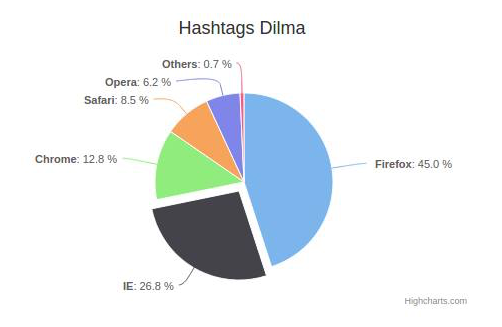 Hashtags Dilma
Others: 0.7 %
Opera: 6.2 %
Safari: 8.5 %
Chrome: 12.8 %
Firefox: 45.0 %
IE: 26.8 %
Highcharts.com